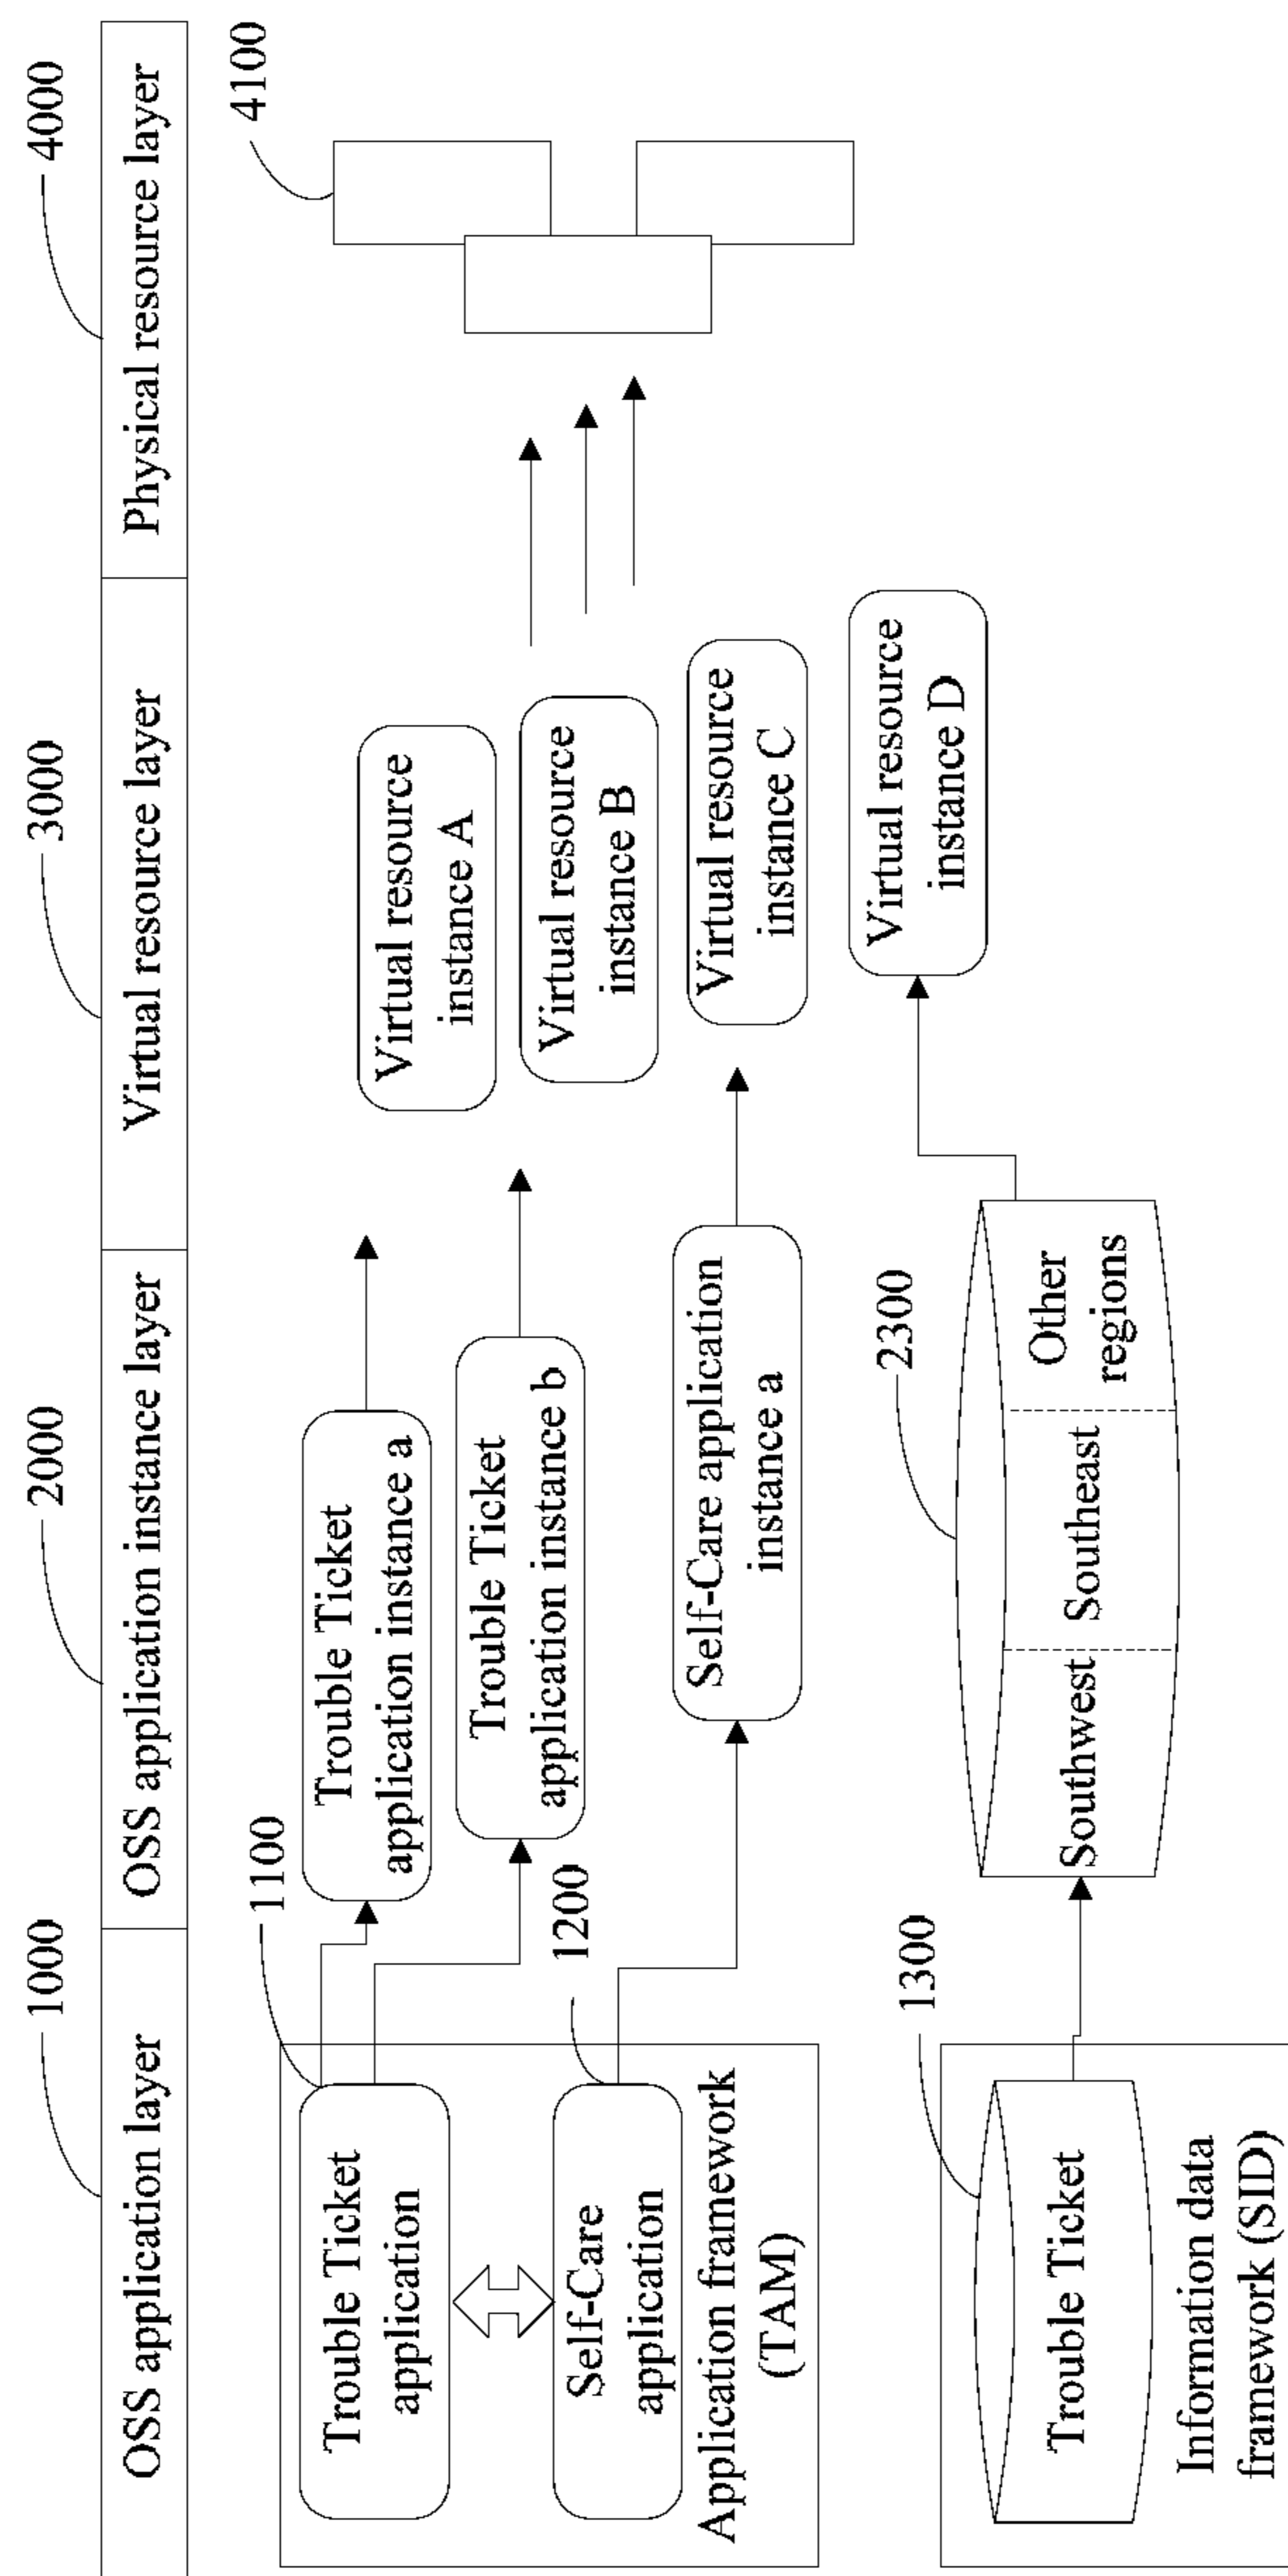 1000
2000
3000
4000
OSS application layer
OSS application instance layer
Virtual resource layer
Physical resource layer
1100
4100
Trouble Ticket
application
Trouble Ticket
application instance a
Virtual resource
instance A
Trouble Ticket
application instance b
Virtual resource
instance B
1200
Self-Care
application
Self-Care application
instance a
Virtual resource
instance C
Application framework
(TAM)
Virtual resource
instance D
1300
2300
Trouble Ticket
Southwest
Southeast
Other
regions
Information data
framework (SID)